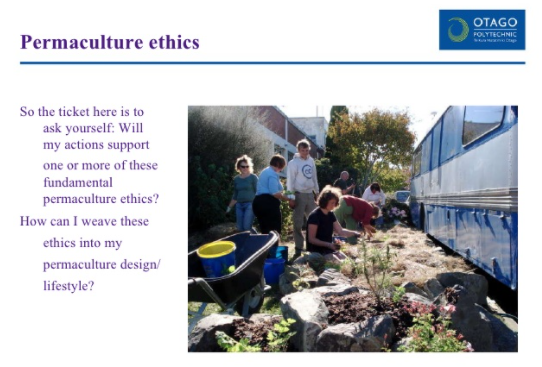 Permaculture ethics
OTAGO
POLYTECHNIC
So the ticket here is to
ask yourself: Will
my actions support
one or more of these
fundamental
permaculture ethics?
How can I weave these
ethics into my
permaculture design/
lifestyle?